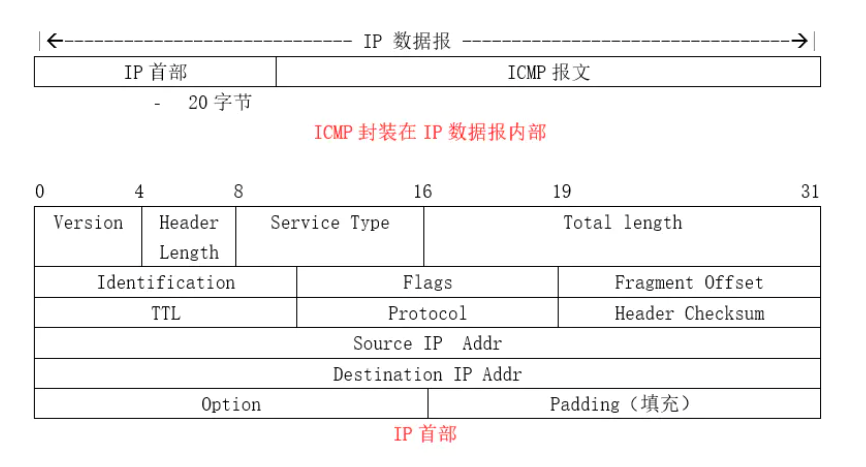 IP 数据报
IP 首部 ICMP 报文
- 20 字节
ICMP 封装在 IP 数据报内部
0 4 8 16 19 31
Version Header Length Service Type Total length
Identification Flags Fragment Offset
TTL Protocol Header Checksum
Source IP Addr
Destination IP Addr
Option Padding（填充）
IP 首部